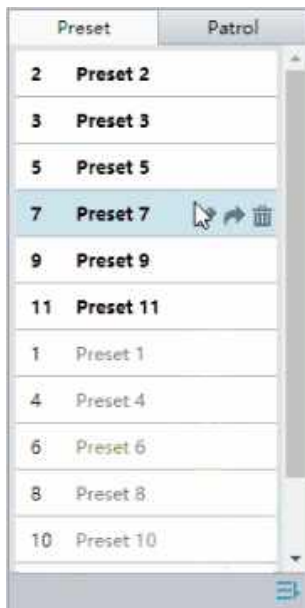 Preset Patrol
2 Preset 2
3 Preset 3
5 Preset 5
7 Preset 7
9 Preset 9
11 Preset 11
1 Preset 1
4 Preset 4
6 Preset 6
8 Preset 8
10 Preset 10